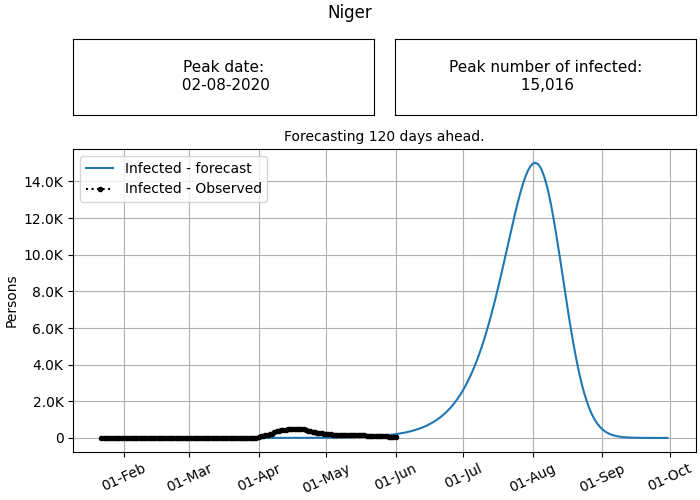 Niger
Peak date:
02-08-2020
Peak number of infected:
15,016
Forecasting 120 days ahead.
Infected - forecast
Infected - Observed
Persons
14.0K
12.0K
10.0K
8.0K
6.0K
4.0K
2.0K
0
01-Feb
01-Mar
01-Apr
01-May
01-Jun
01-Jul
01-Aug
01-Sep
01-Oct